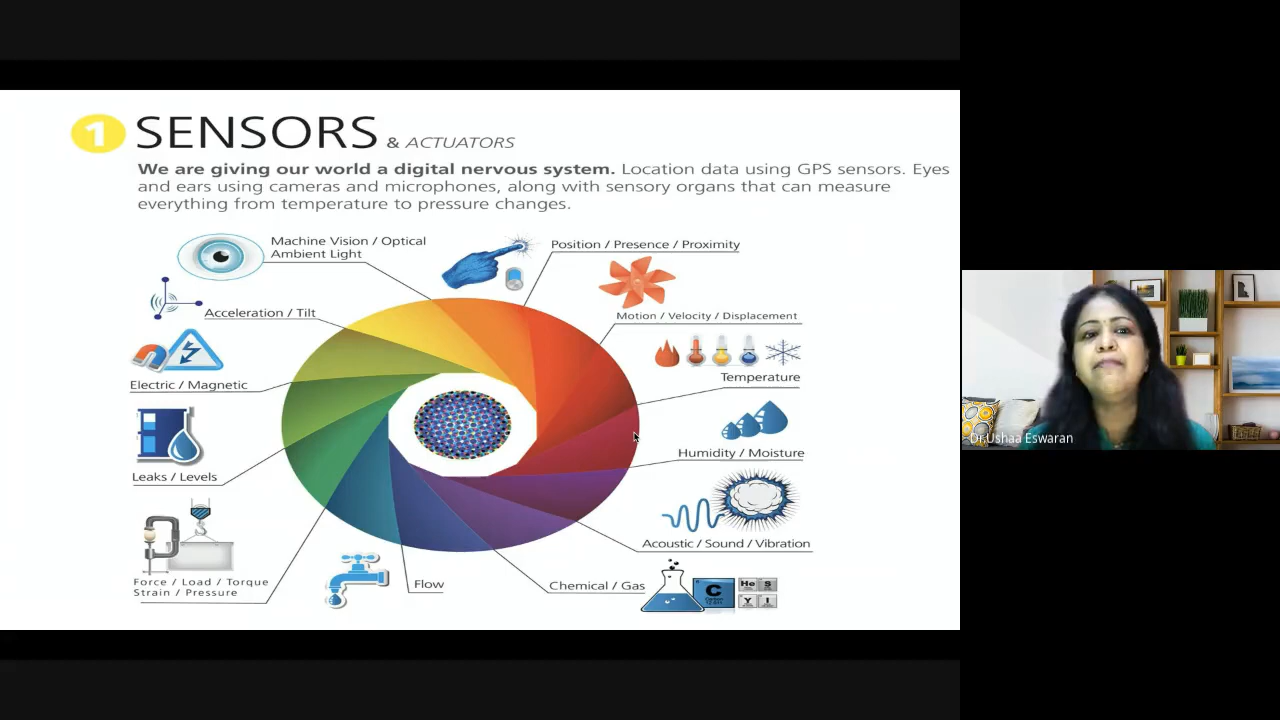 1 SENSORS & ACTUATORS
We are giving our world a digital nervous system. Location data using GPS sensors. Eyes
and ears using cameras and microphones, along with sensory organs that can measure
everything from temperature to pressure changes.
Machine Vision / Optical
Ambient Light
Position / Presence / Proximity
Acceleration / Tilt
Motion / Velocity / Displacement
Electric / Magnetic
Temperature
Leaks / Levels
Humidity / Moisture
Acoustic / Sound / Vibration
Force / Load / Torque
Strain / Pressure
Flow
Chemical / Gas
C
He S
Y I
Dr.Ushaa Eswaran